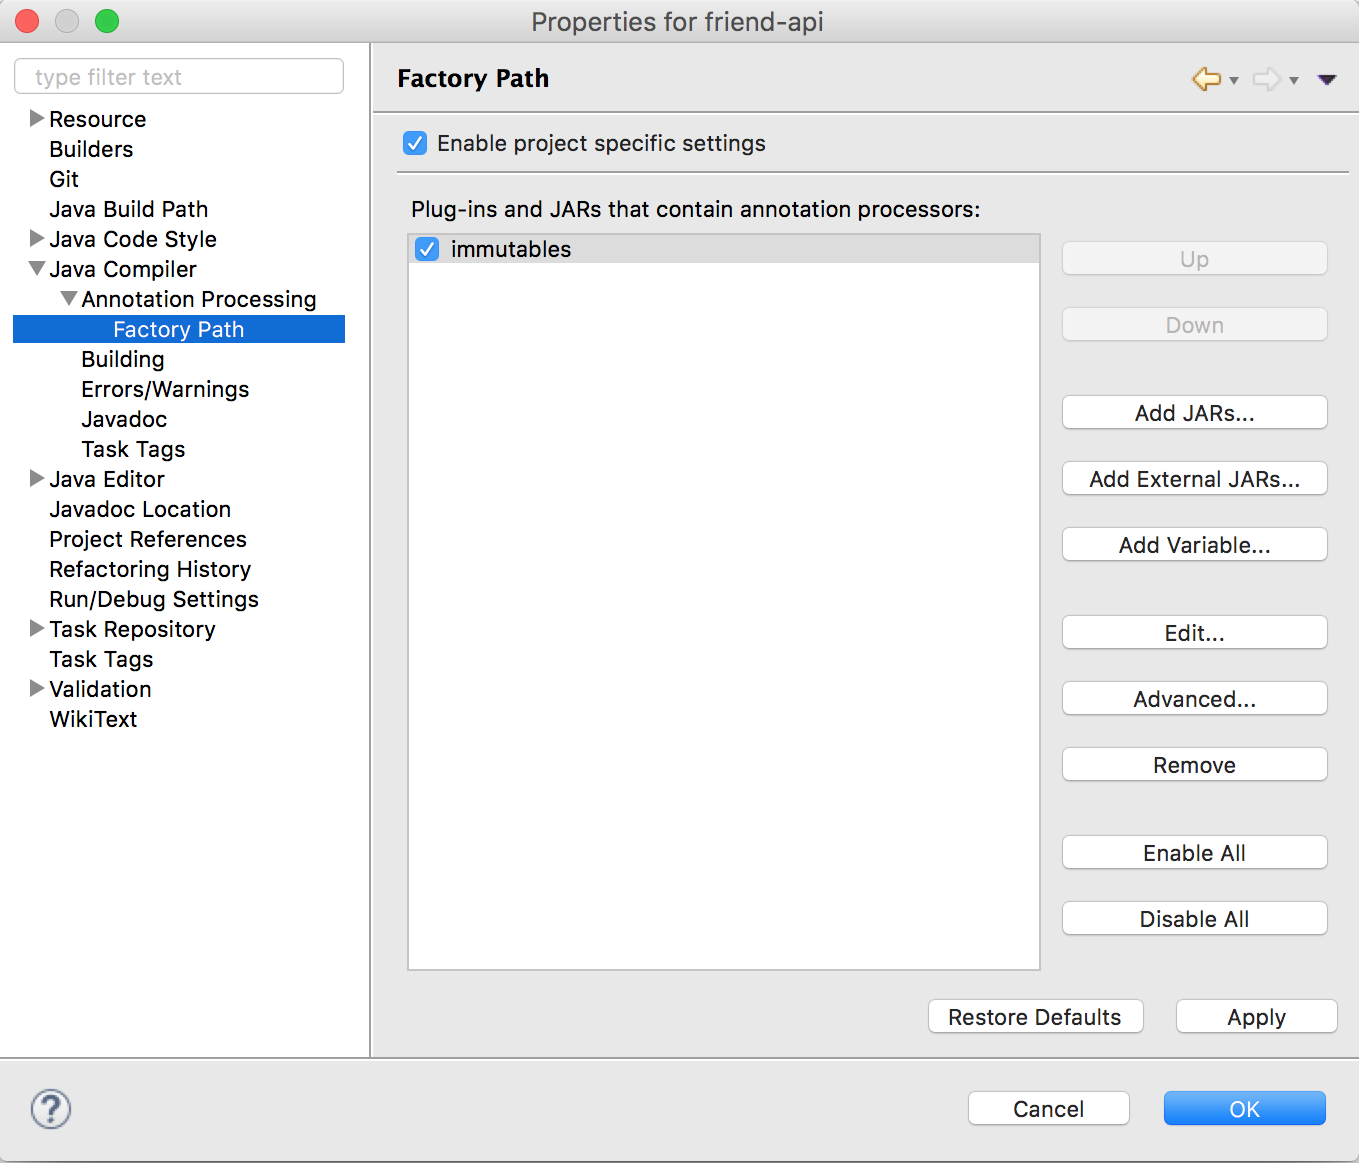 Properties for friend-api
type filter text
Resource
Builders
Git
Java Build Path
Java Code Style
Java Compiler
Annotation Processing
Factory Path
Building
Errors/Warnings
Javadoc
Task Tags
Java Editor
Javadoc Location
Project References
Refactoring History
Run/Debug Settings
Task Repository
Task Tags
Validation
WikiText
Factory Path
Enable project specific settings
Plug-ins and JARs that contain annotation processors:
immutables
Up
Down
Add JARs...
Add External JARs...
Add Variable...
Edit...
Advanced...
Remove
Enable All
Disable All
Restore Defaults
Apply
?
Cancel
OK